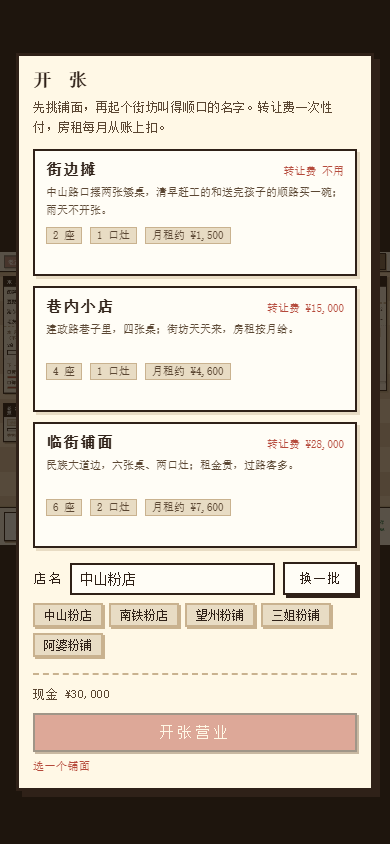 开 张
先挑铺面，再起个街坊叫得顺口的名字。转让费一次性
付，房租每月从账上扣。
街边摊 转让费 不用
中山路口摆两张矮桌，清早赶工的和送完孩子的顺路买一碗；
雨天不开张。
2 座 1 口灶 月租约 ¥1,500
巷内小店 转让费 ¥15,000
建政路巷子里，四张桌；街坊天天来，房租按月给。
4 座 1 口灶 月租约 ¥4,600
临街铺面 转让费 ¥28,000
民族大道边，六张桌、两口灶；租金贵，过路客多。
6 座 2 口灶 月租约 ¥7,600
店名 中山粉店 换一批
中山粉店 南铁粉店 望州粉铺 三姐粉铺
阿婆粉铺
现金 ¥30,000
开张营业
选一个铺面